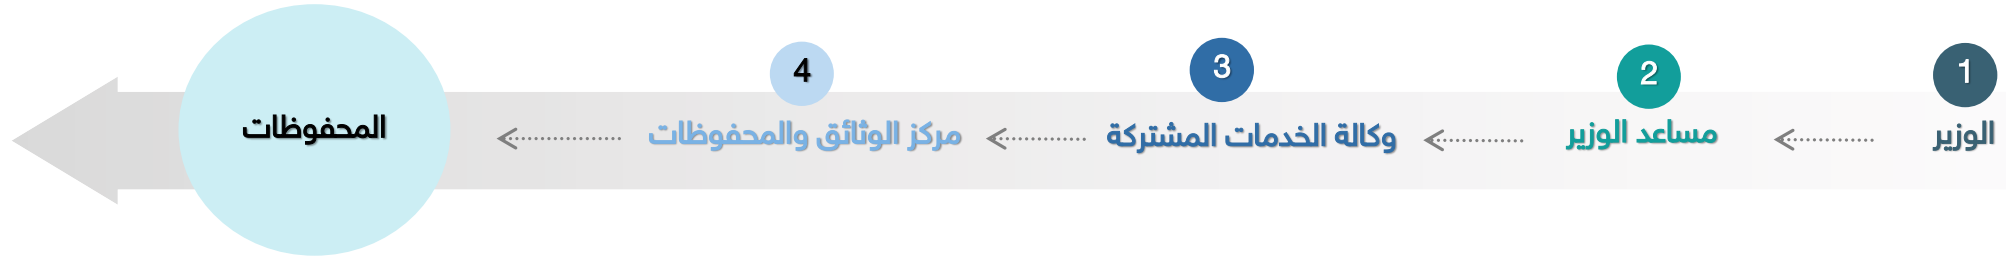 1
الوزير
2
مساعد الوزير
3
وكالة الخدمات المشتركة
4
مركز الوثائق والمحفوظات
المحفوظات